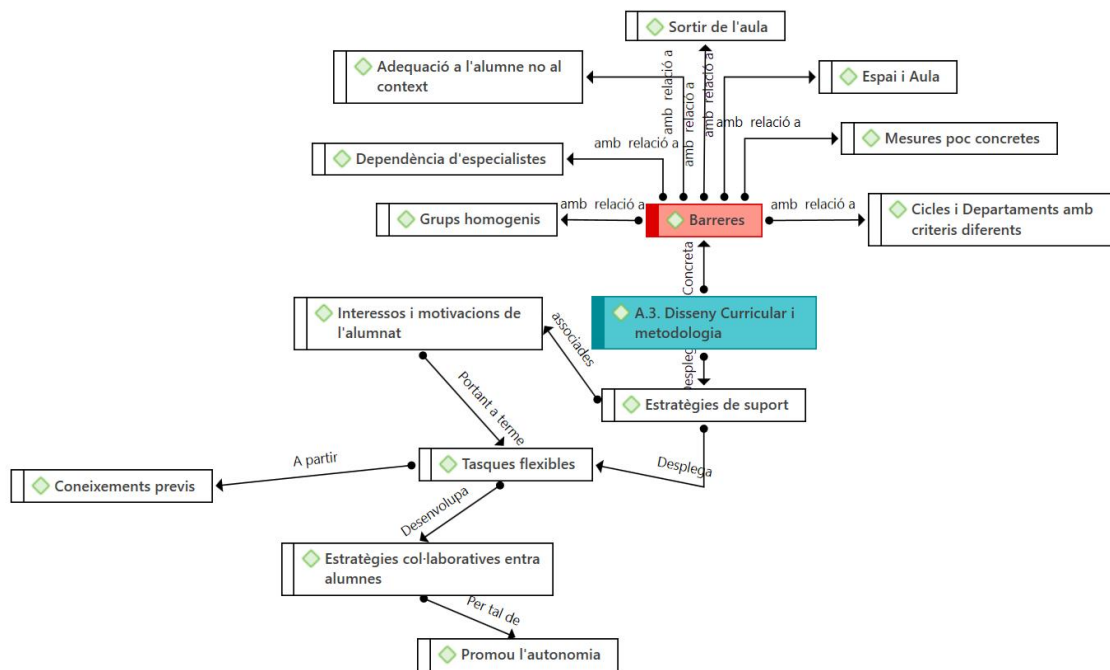 Sortir de l'aula
Adequació a l'alumne no al
context
Espai i Aula
amb relació a
amb relació a
amb relació a
amb relació a
Mesures poc concretes
amb relació a
Dependència d'especialistes
amb relació a
Grups homogenis
amb relació a
Barreres
Cicles i Departaments amb
criteris diferents
Concreta
Interessos i motivacions de
l'alumnat
A.3. Disseny Curricular i
metodologia
associades
Desplega
Estratègies de suport
Portant a terme
Tasques flexibles
Desplega
A partir
Coneixements previs
Desenvolupa
Estratègies col·laboratives entra
alumnes
Per tal de
Promou l'autonomia